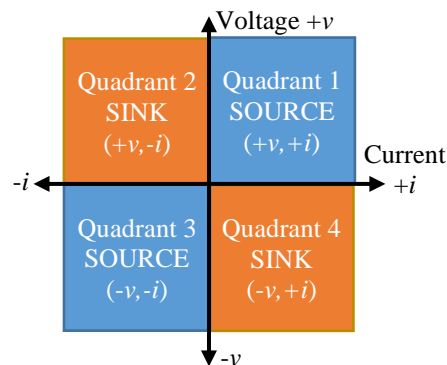 Voltage +v
Quadrant 2
SINK
(+v,-i)
Quadrant 1
SOURCE
(+v,+i)
Current
-i
+i
Quadrant 3
SOURCE
(-v,-i)
Quadrant 4
SINK
(-v,+i)
-v